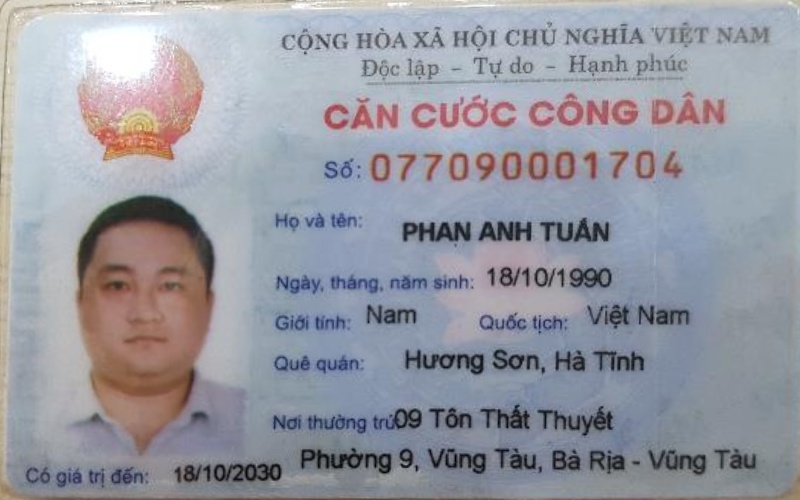 CỘNG HÒA XÃ HỘI CHỦ NGHĨA VIỆT NAM
Độc lập - Tự do - Hạnh phúc
CĂN CƯỚC CÔNG DÂN
Số: 077090001704
Họ và tên: PHAN ANH TUẤN
Ngày, tháng, năm sinh: 18/10/1990
Giới tính: Nam Quốc tịch: Việt Nam
Quê quán: Hương Sơn, Hà Tĩnh
Nơi thường trú: 09 Tôn Thất Thuyết
Phường 9, Vũng Tàu, Bà Rịa - Vũng Tàu
Có giá trị đến: 18/10/2030